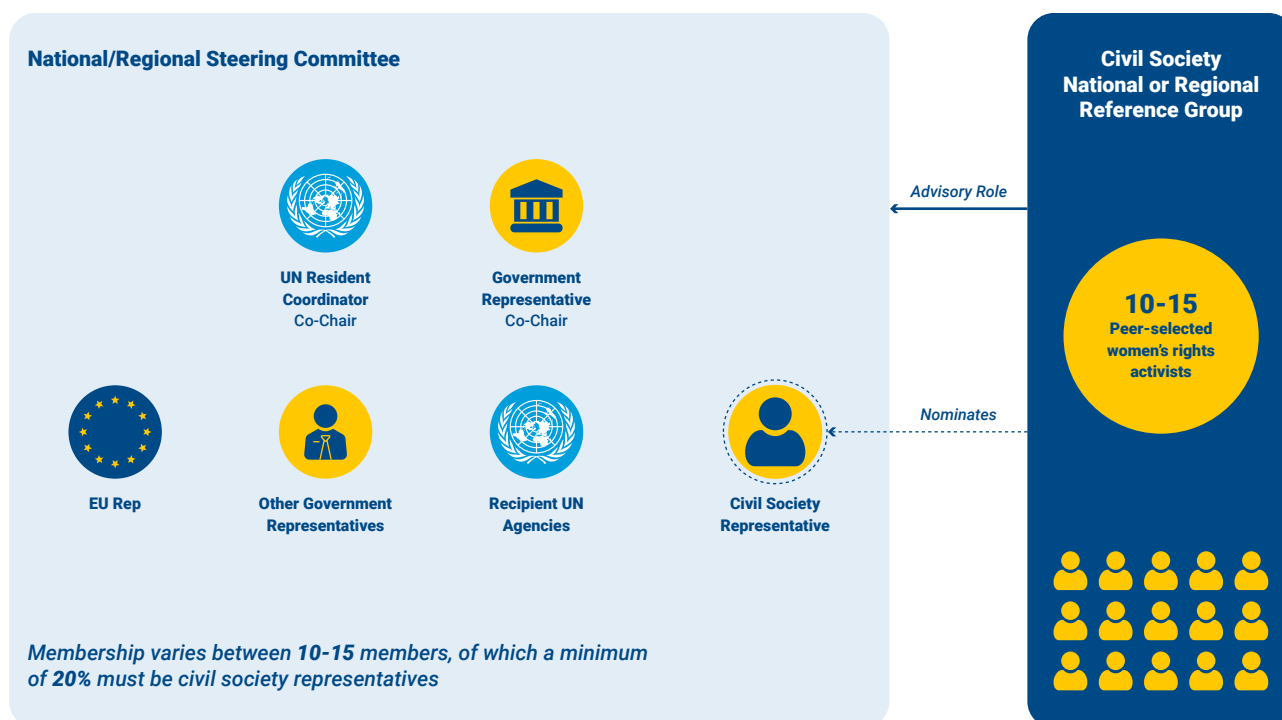 National/Regional Steering Committee
UN Resident
Coordinator
Co-Chair
Government
Representative
Co-Chair
EU Rep
Other Government
Representatives
Recipient UN
Agencies
Civil Society
Representative
Membership varies between 10-15 members, of which a minimum
of 20% must be civil society representatives
Advisory Role
Nominates
Civil Society
National or Regional
Reference Group
10-15
Peer-selected
women's rights
activists